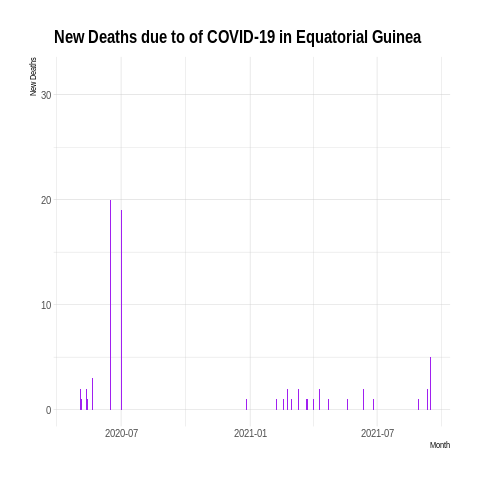 New Deaths due to of COVID-19 in Equatorial Guinea
New Deaths
30
20
10
0
2020-07
2021-01
2021-07
Month